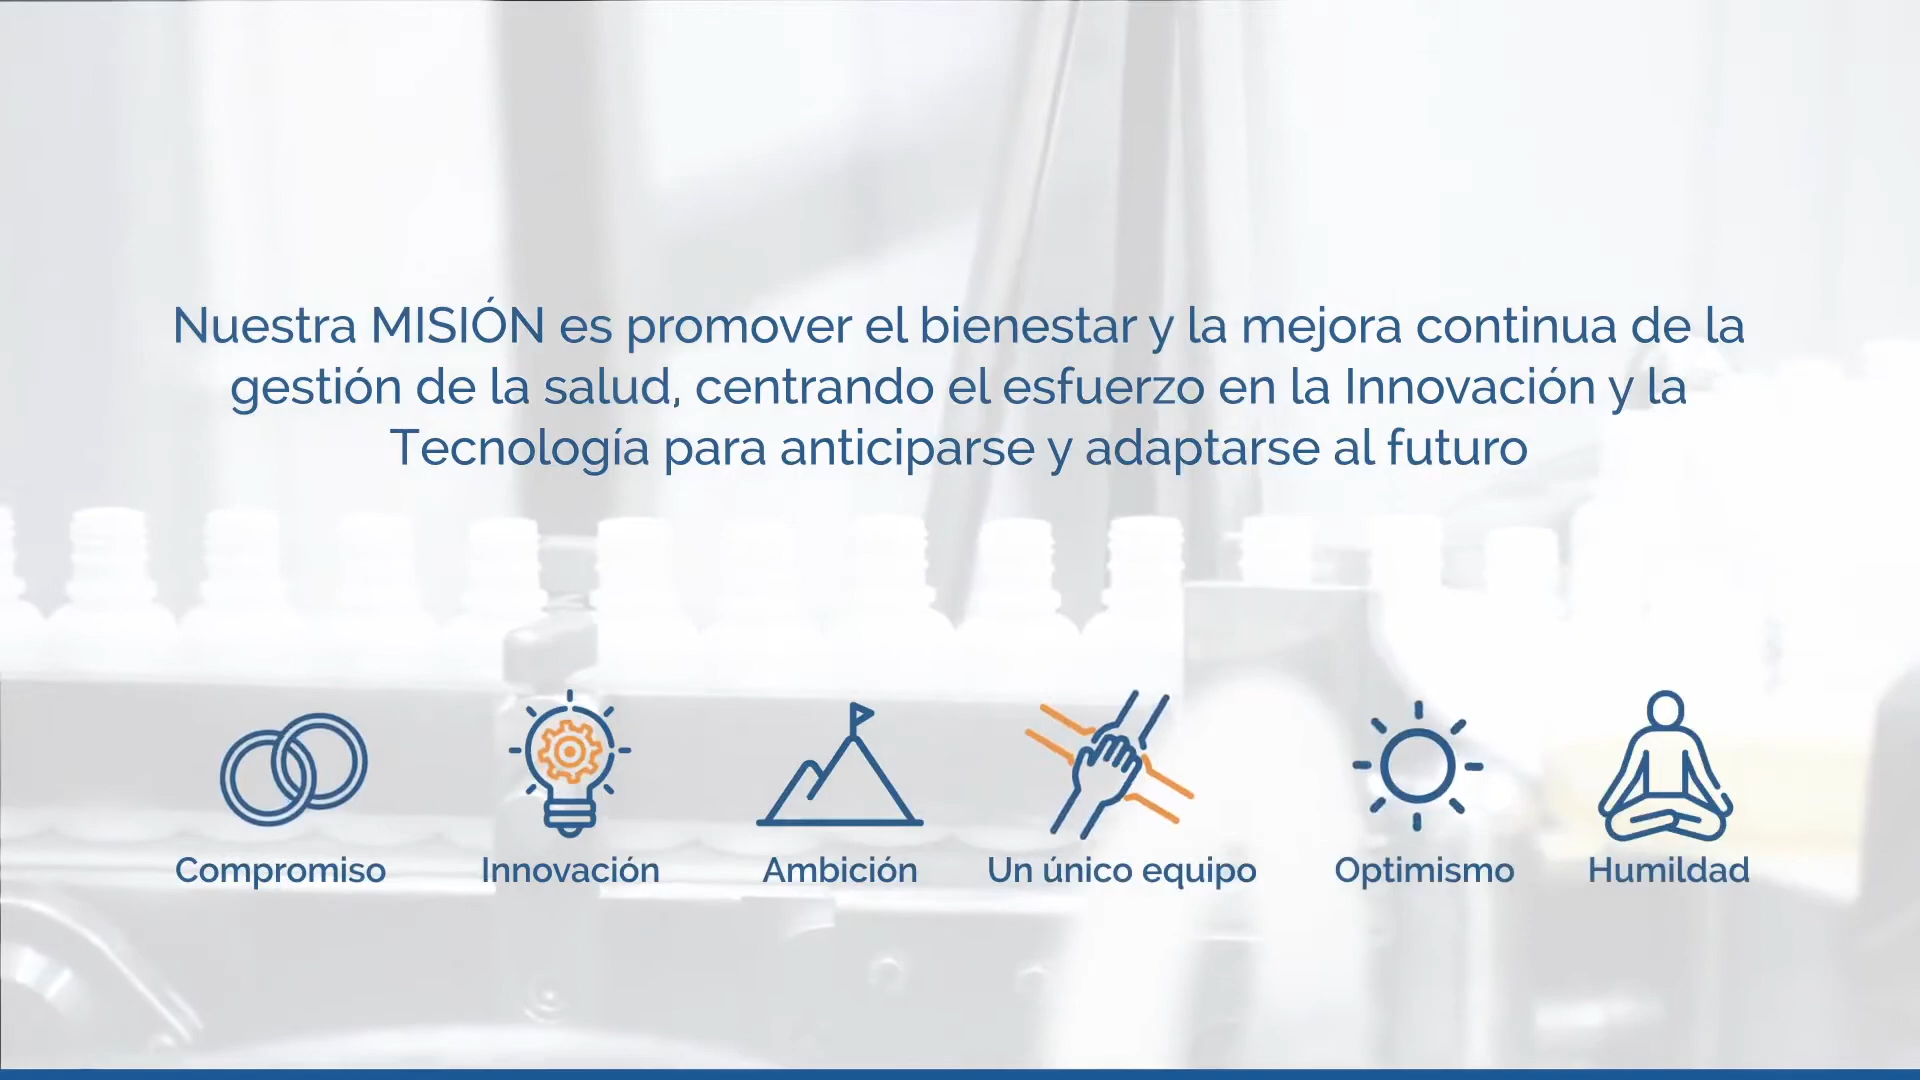 Nuestra MISIÓN es promover el bienestar y la mejora continua de la
gestión de la salud, centrando el esfuerzo en la Innovación y la
Tecnología para anticiparse y adaptarse al futuro
Compromiso
Innovación
Ambición
Un único equipo
Optimismo
Humildad